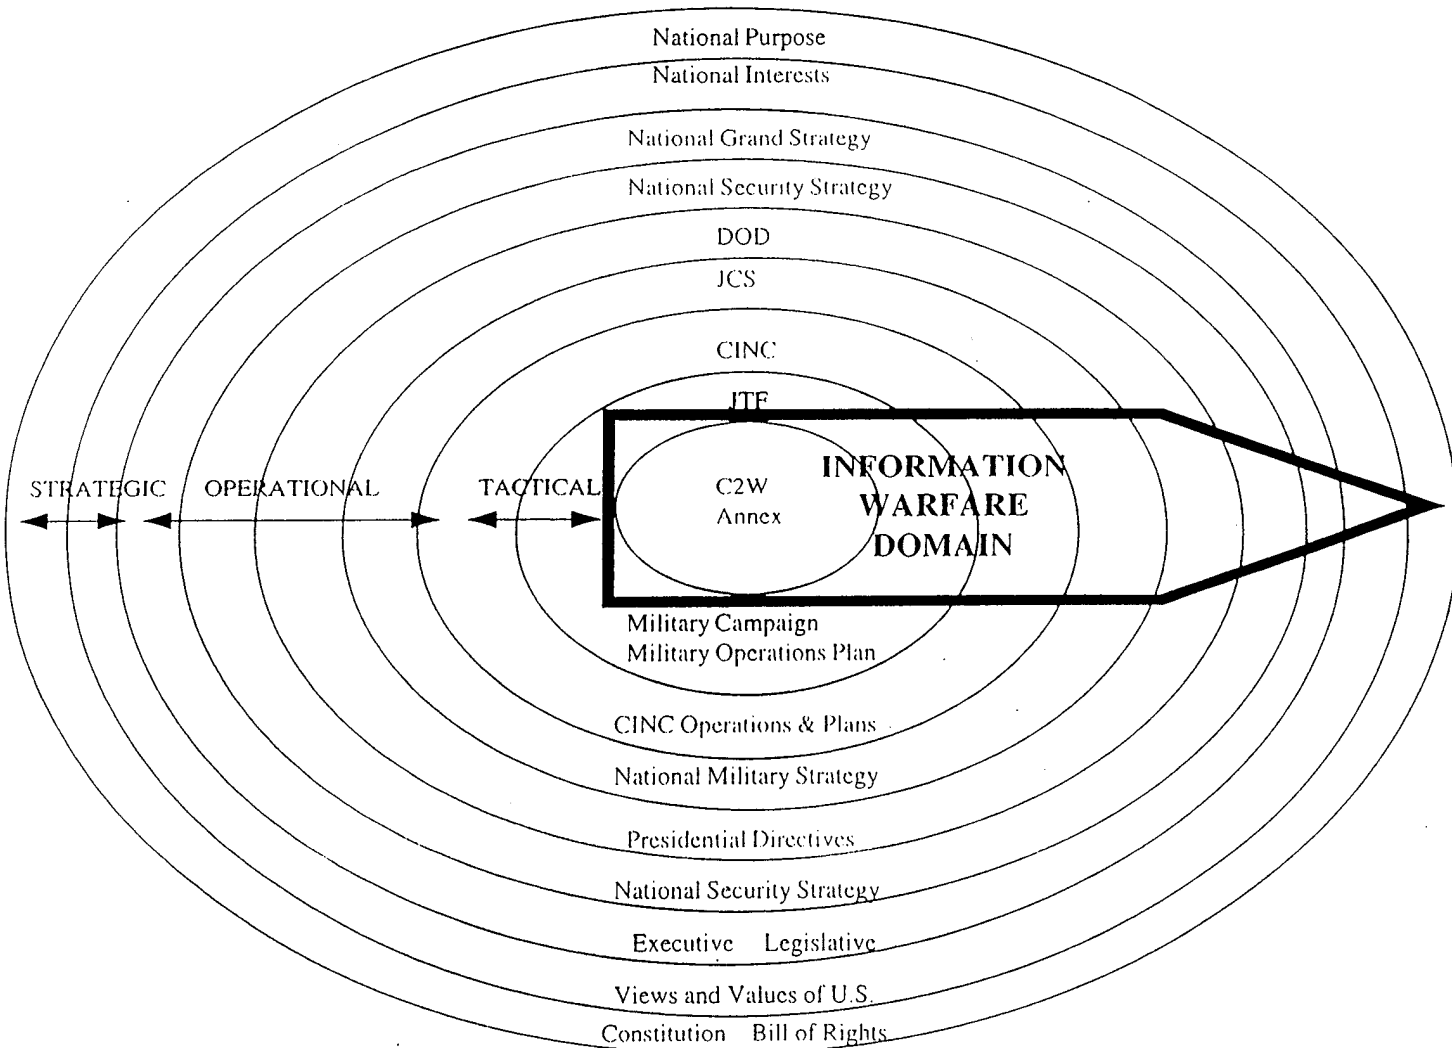 National Purpose
National Interests
National Grand Strategy
National Security Strategy
DOD
JCS
CINC
JTF
STRATEGIC
OPERATIONAL
TACTICAL
C2W
Annex
INFORMATION
WARFARE
DOMAIN
Military Campaign
Military Operations Plan
CINC Operations & Plans
National Military Strategy
Presidential Directives
National Security Strategy
Executive Legislative
Views and Values of U.S.
Constitution Bill of Rights